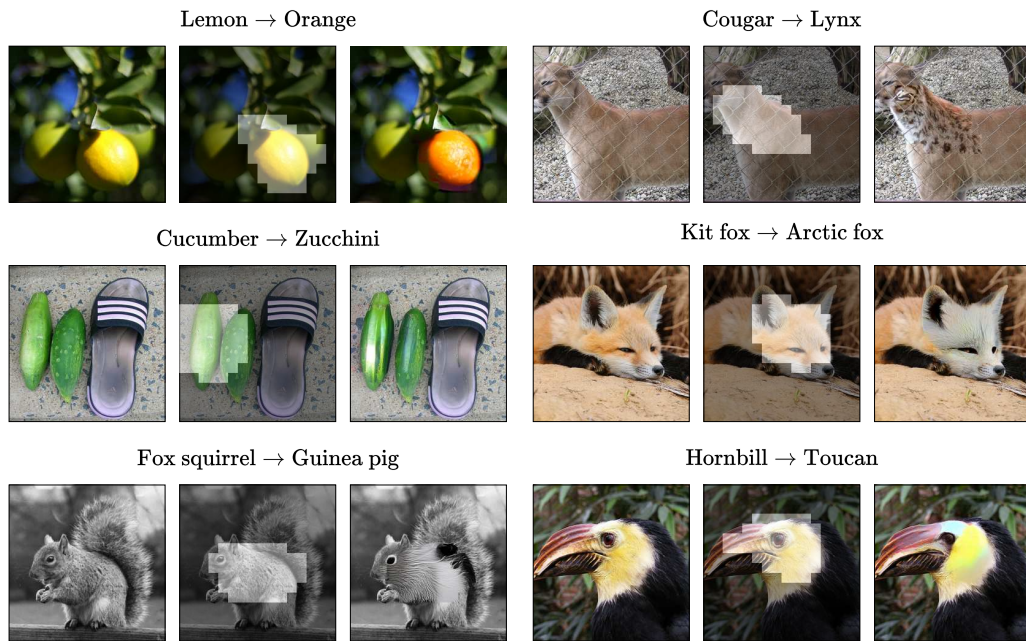 Lemon → Orange
Cougar → Lynx
Cucumber → Zucchini
Kit fox → Arctic fox
Fox squirrel → Guinea pig
Hornbill → Toucan